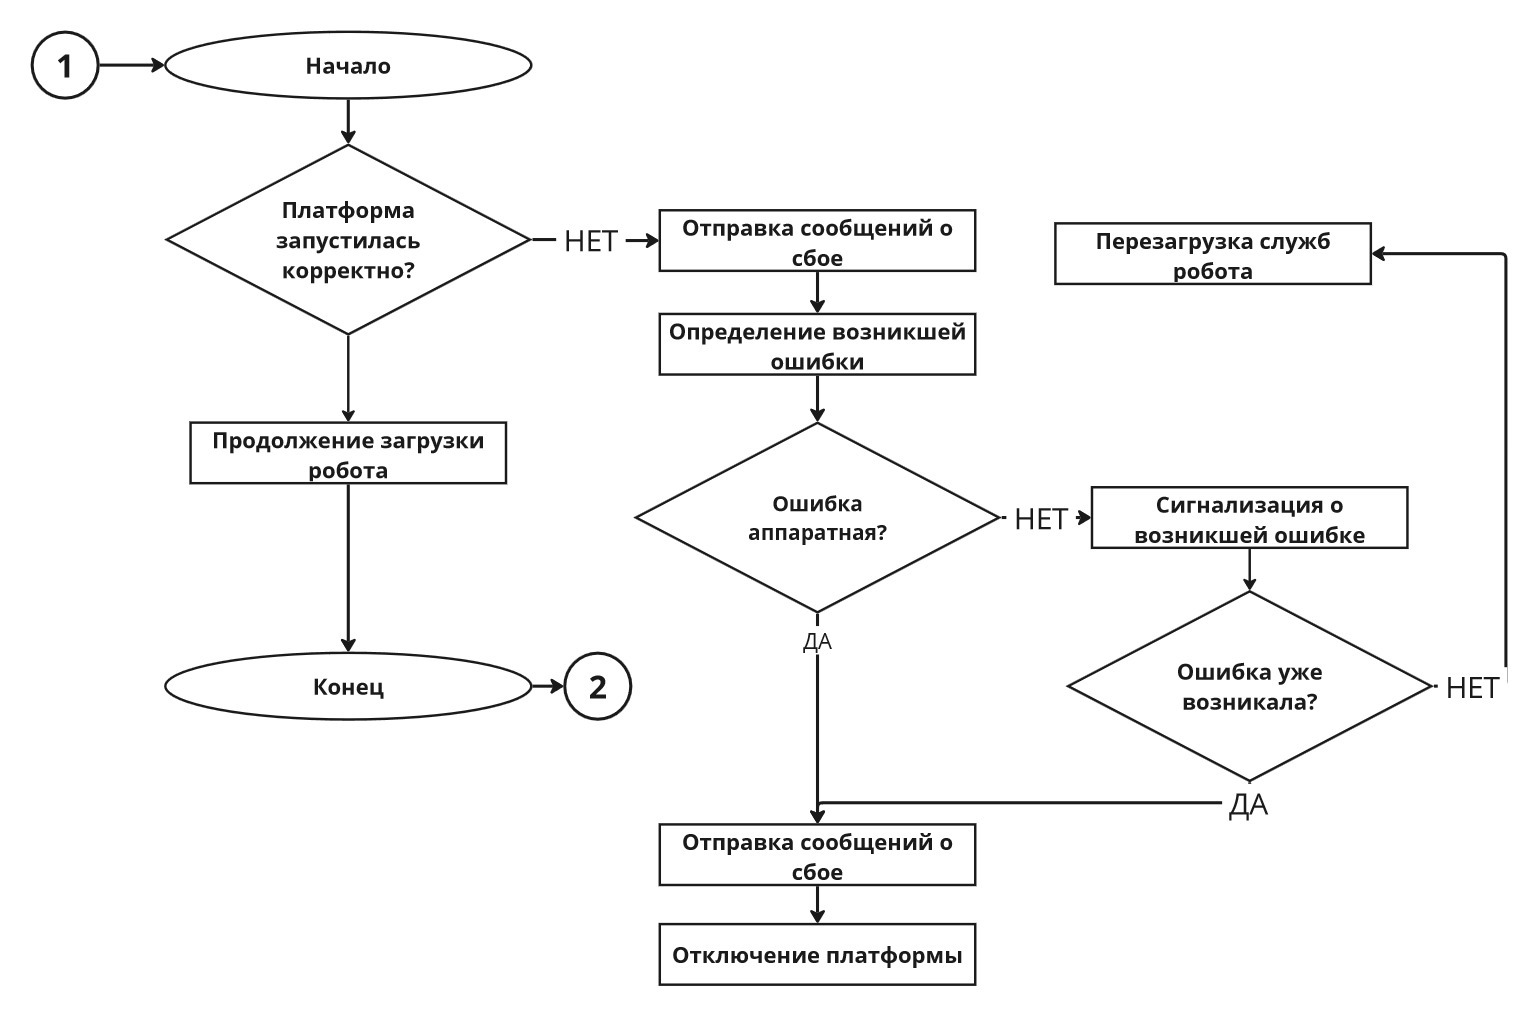 1
Начало
Платформа
запустилась
корректно?
НЕТ
Отправка сообщений о
сбое
Перезагрузка служб
робота
Определение возникшей
ошибки
Продолжение загрузки
робота
Ошибка
аппаратная?
НЕТ
Сигнализация о
возникшей ошибке
ДА
Ошибка уже
возникала?
НЕТ
Конец
2
ДА
Отправка сообщений о
сбое
Отключение платформы